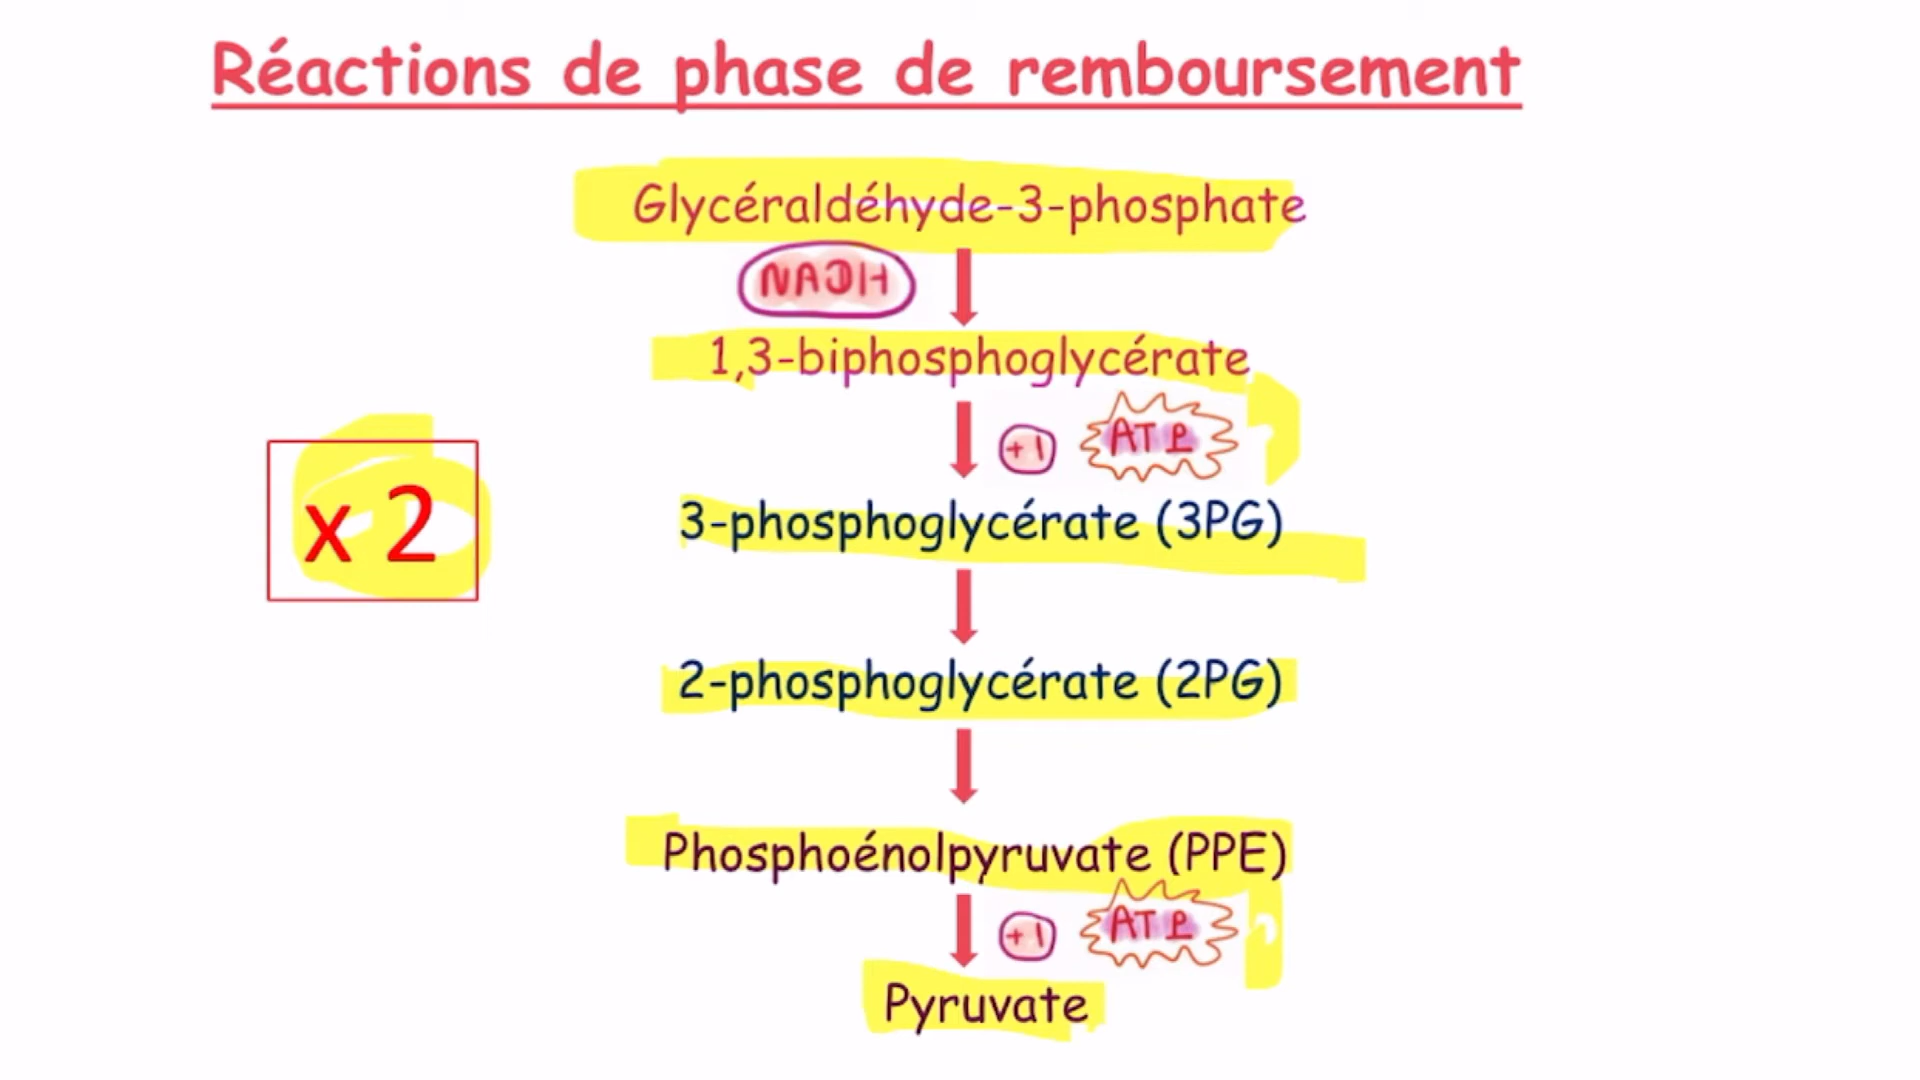 Réactions de phase de remboursement
Glycéraldéhyde-3-phosphate
NADH
1,3-biphosphoglycérate
+1 ATP
x 2
3-phosphoglycérate (3PG)
2-phosphoglycérate (2PG)
Phosphoénolpyruvate (PPE)
+1 ATP
Pyruvate